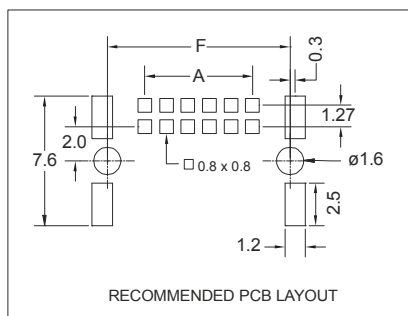 F
0.3
A
1.27
2.0
7.6
0.8 x 0.8
ø1.6
2.5
1.2
RECOMMENDED PCB LAYOUT